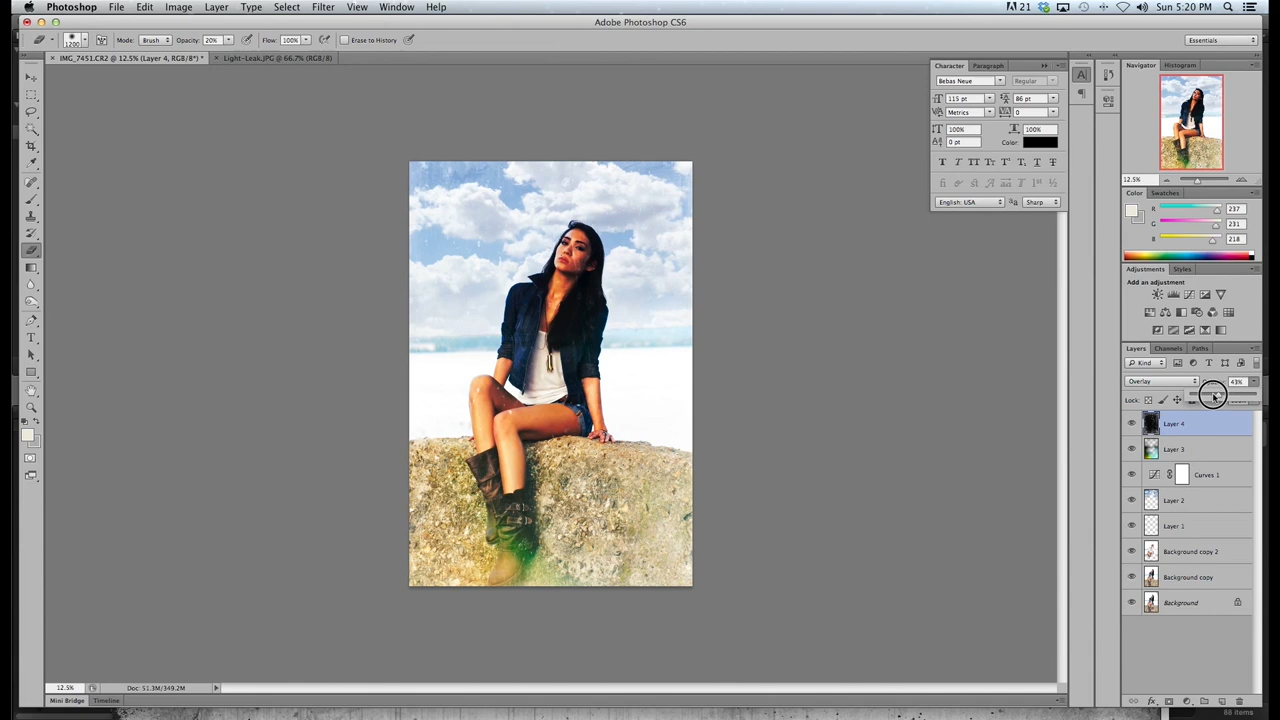 Photoshop File Edit Image Layer Type Select Filter View Window Help
21
Sun 5:20 PM
Adobe Photoshop CS6
1200
Mode: Brush Opacity: 20% Flow: 100% Erase to History
Essentials
IMG_7451.CR2 @ 12.5% (Layer 4, RGB/8*) *
Light-Leak.JPG @ 66.7% (RGB/8)
Character Paragraph
Bebas Neue Regular
115 pt 86 pt
Metrics 0
100% 100%
0 pt Color:
English: USA Sharp
Navigator Histogram
12.5%
Color Swatches
R 237
G 231
B 218
Adjustments Styles
Add an adjustment
Layers Channels Paths
Kind
Overlay 43%
Lock:
Layer 4
Layer 3
Curves 1
Layer 2
Layer 1
Background copy 2
Background copy
Background
12.5% Doc: 51.3M/349.2M
Mini Bridge Timeline
88 items